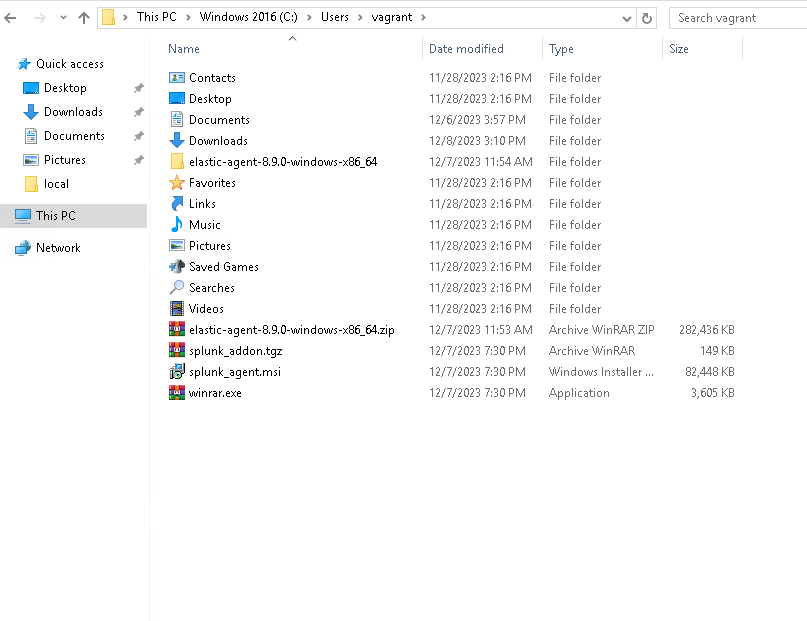 This PC > Windows 2016 (C:) > Users > vagrant >
Search vagrant
Name Date modified Type Size
Quick access
Desktop
Downloads
Documents
Pictures
local
This PC
Network
Contacts 11/28/2023 2:16 PM File folder
Desktop 11/28/2023 2:16 PM File folder
Documents 12/6/2023 3:57 PM File folder
Downloads 12/8/2023 3:10 PM File folder
elastic-agent-8.9.0-windows-x86_64 12/7/2023 11:54 AM File folder
Favorites 11/28/2023 2:16 PM File folder
Links 11/28/2023 2:16 PM File folder
Music 11/28/2023 2:16 PM File folder
Pictures 11/28/2023 2:16 PM File folder
Saved Games 11/28/2023 2:16 PM File folder
Searches 11/28/2023 2:16 PM File folder
Videos 11/28/2023 2:16 PM File folder
elastic-agent-8.9.0-windows-x86_64.zip 12/7/2023 11:53 AM Archive WinRAR ZIP 282,436 KB
splunk_addon.tgz 12/7/2023 7:30 PM Archive WinRAR 149 KB
splunk_agent.msi 12/7/2023 7:30 PM Windows Installer ... 82,448 KB
winrar.exe 12/7/2023 7:30 PM Application 3,605 KB